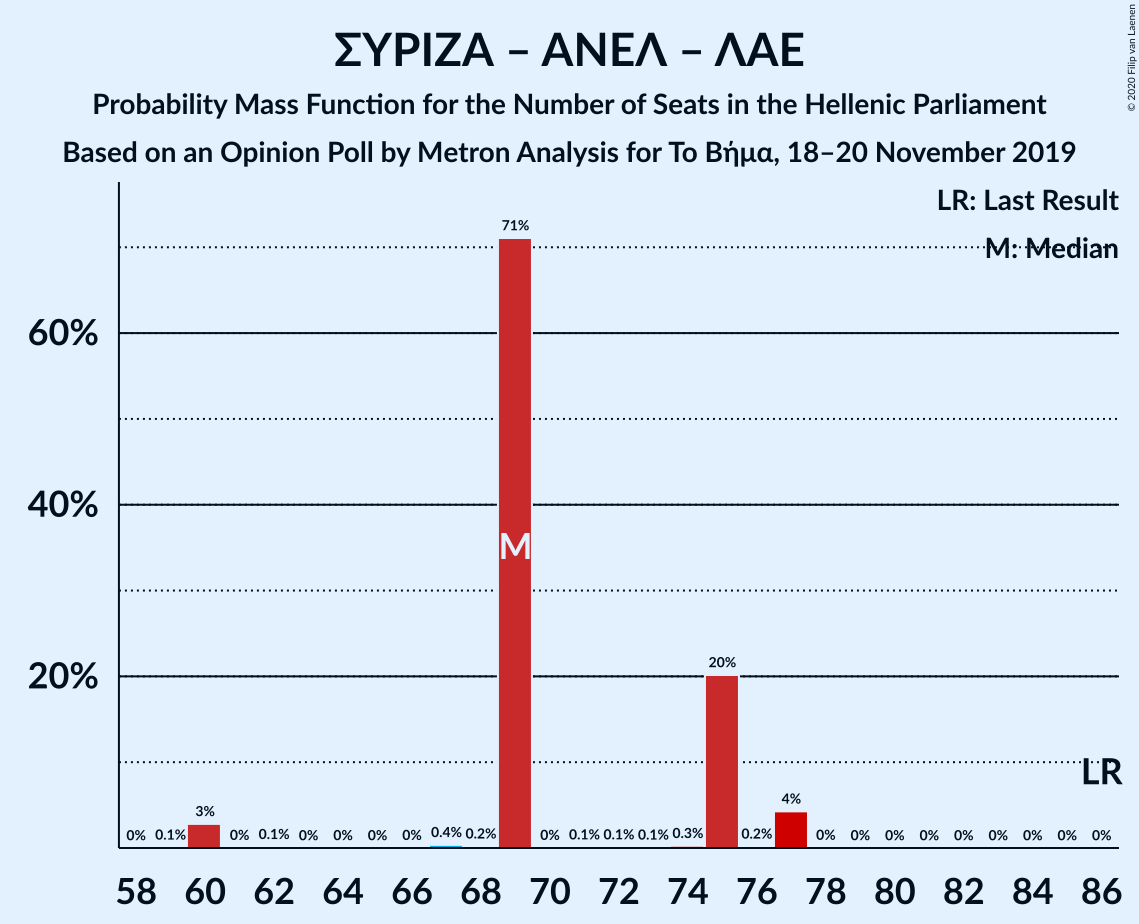 ΣΥΡΙΖΑ – ΑΝΕΛ – ΛΑΕ
Probability Mass Function for the Number of Seats in the Hellenic Parliament
Based on an Opinion Poll by Metron Analysis for Το Βήμα, 18–20 November 2019
© 2020 Filip van Laenen
LR: Last Result
M: Median
60%
40%
20%
0% 0.1% 3% 0% 0.1% 0% 0% 0% 0% 0.4% 0.2% 71% 0% 0.1% 0.1% 0.1% 0.3% 20% 0.2% 4% 0% 0% 0% 0% 0% 0% 0% 0% 0%
M
LR
58 60 62 64 66 68 70 72 74 76 78 80 82 84 86